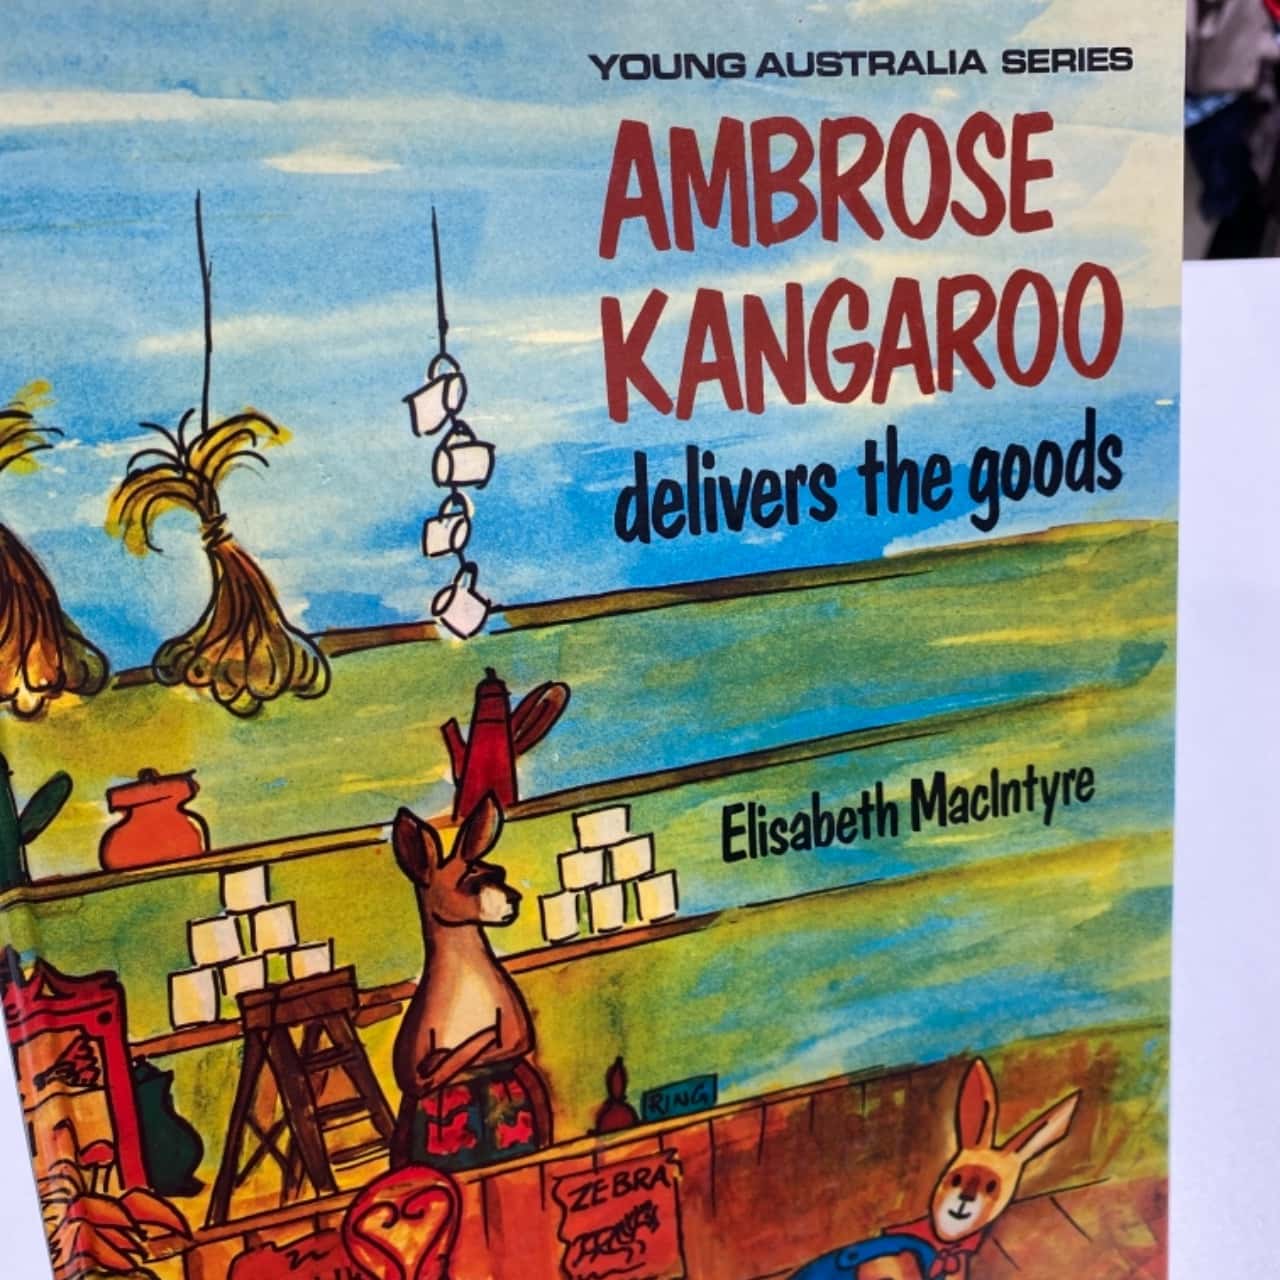 YOUNG AUSTRALIA SERIES
AMBROSE
KANGAROO
delivers the goods
Elisabeth MacIntyre
RING
ZEBRA